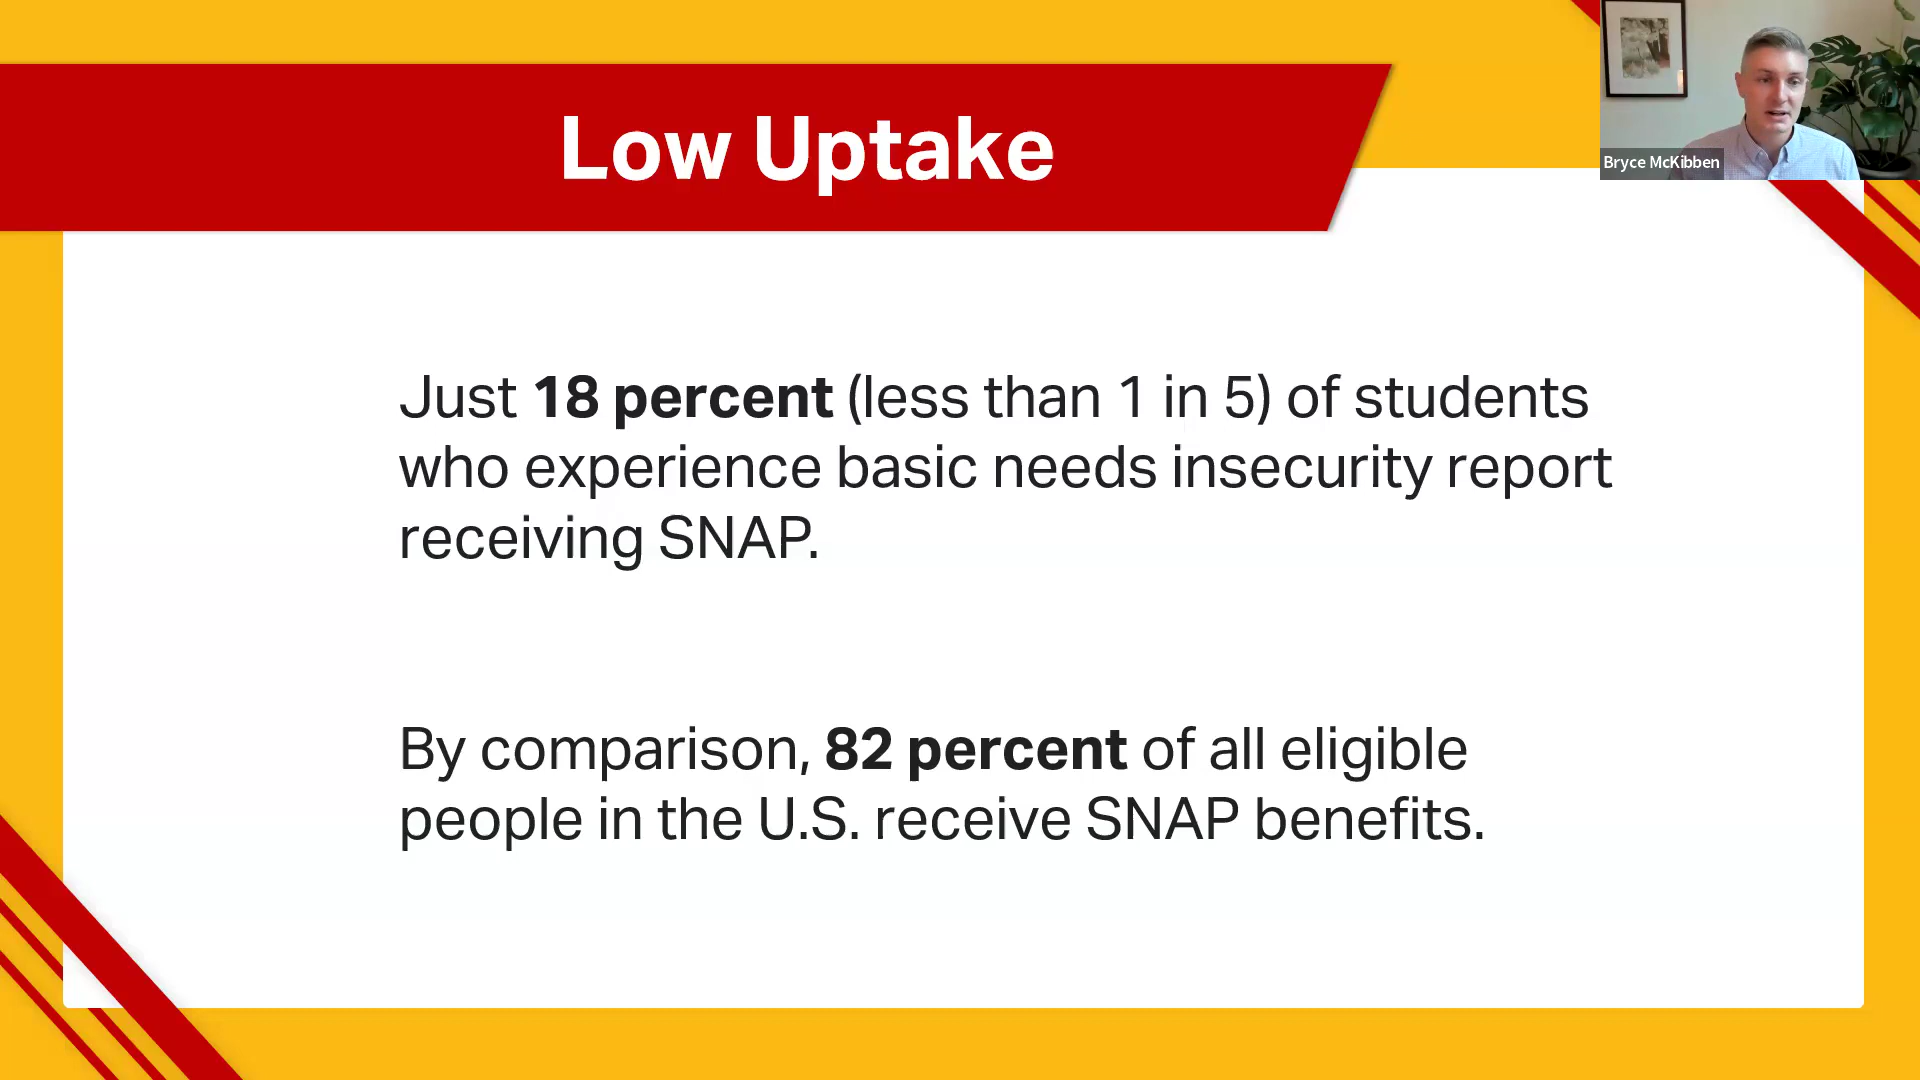 Low Uptake
Bryce McKibben
Just 18 percent (less than 1 in 5) of students
who experience basic needs insecurity report
receiving SNAP.
By comparison, 82 percent of all eligible
people in the U.S. receive SNAP benefits.